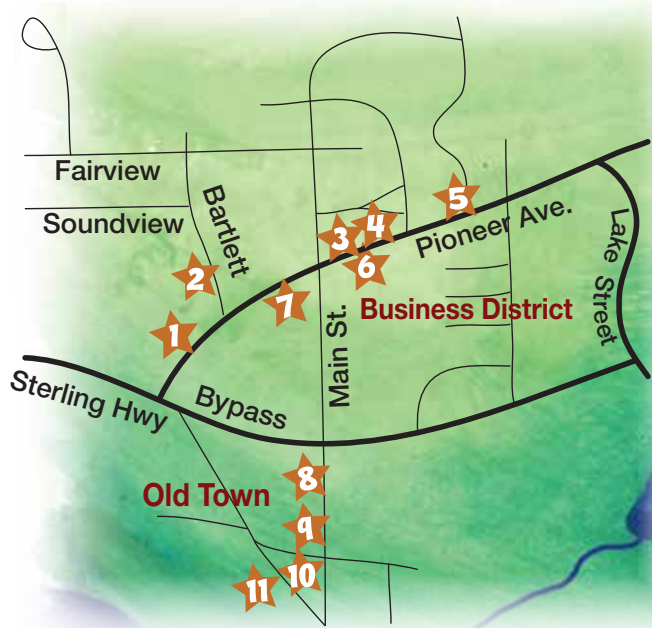 Fairview
Soundview
Bartlett
5
Pioneer Ave.
4
3
6
2
7
Business District
Lake Street
1
Main St.
Sterling Hwy
Bypass
8
Old Town
9
10
11